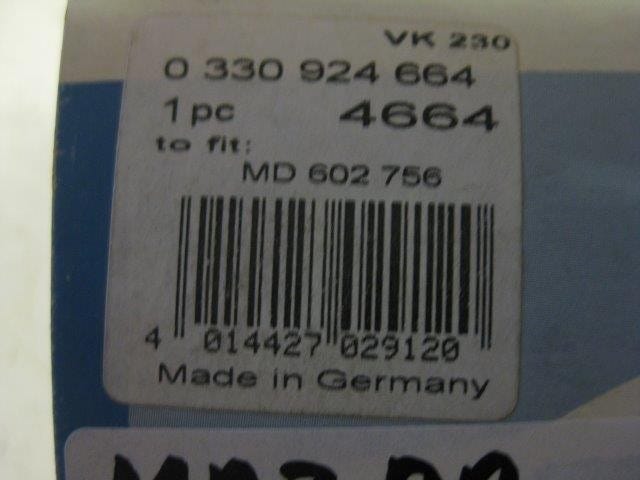 VK 230
0 330 924 664
1 pc 4664
to fit:
MD 602 756
4 014427 029120
Made in Germany